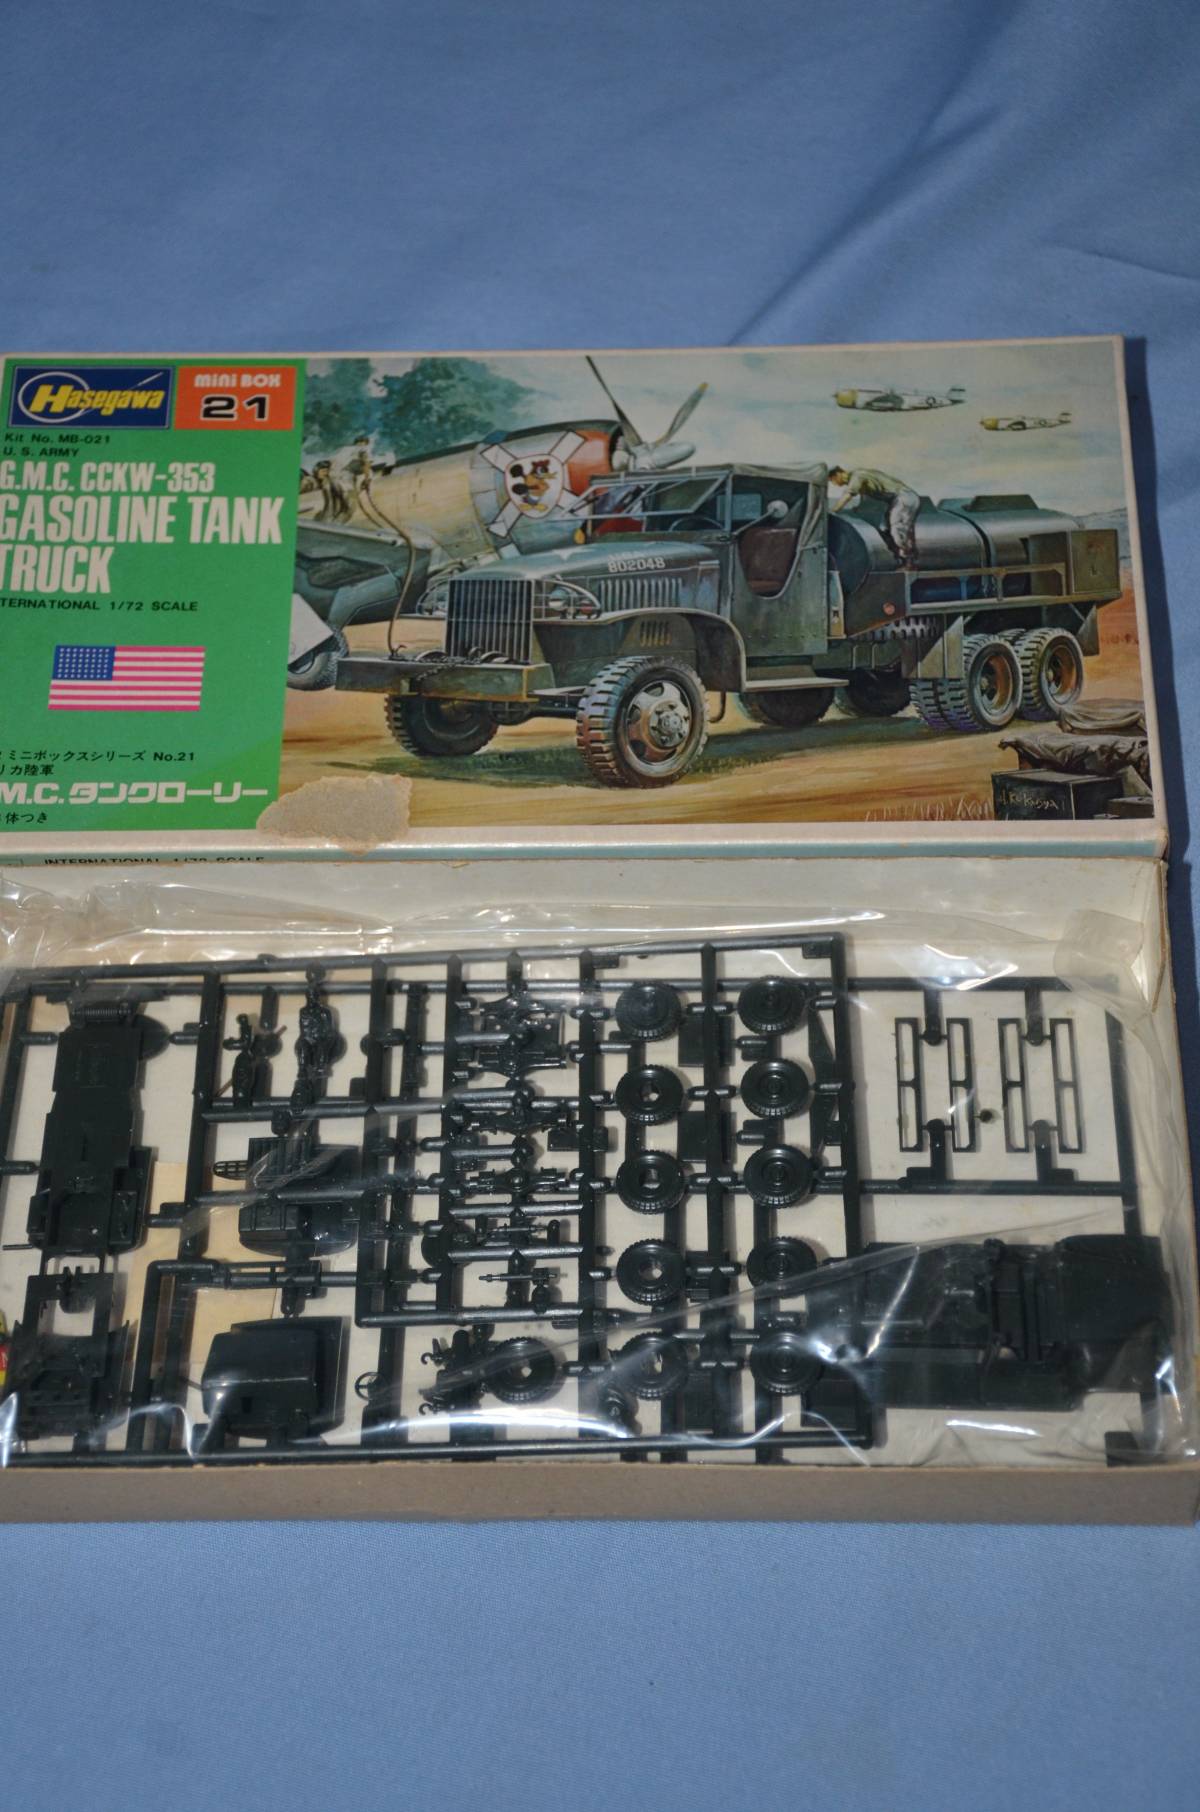 Hasegawa
mini BOX
21
Kit No. MB-021
U. S. ARMY
G.M.C. CCKW-353
GASOLINE TANK
TRUCK
TERNATIONAL 1/72 SCALE
ミニボックスシリーズ No.21
リカ陸軍
M.C.タンクローリー
体つき
802048
INTERNATIONAL 1/72 SCALE